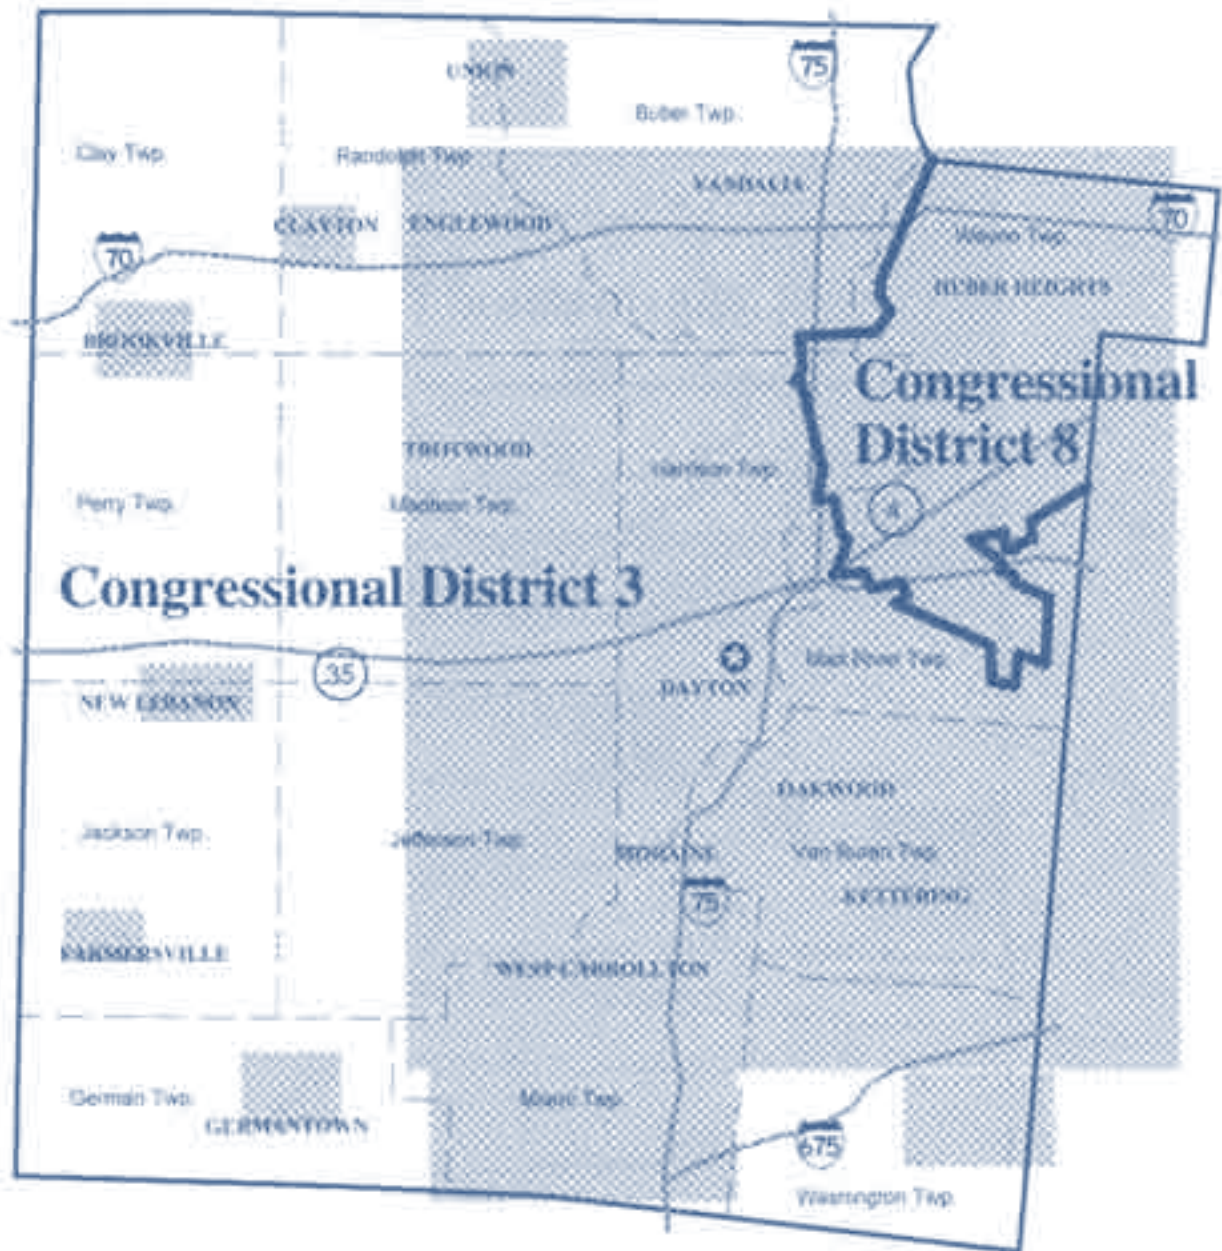 UNION
75
Butler Twp.
Clay Twp.
Randolph Twp.
VANDALIA
70
CLAYTON
ENGLEWOOD
Wayne Twp.
70
HUBER HEIGHTS
BROOKVILLE
Congressional
District 8
TROTWOOD
Harrison Twp.
Perry Twp.
Madison Twp.
4
Congressional District 3
35
Mad River Twp.
DAYTON
NEW LEBANON
OAKWOOD
Jackson Twp.
Jefferson Twp.
MORAINE
Van Buren Twp.
75
KETTERING
FARMERSVILLE
WEST CARROLLTON
German Twp.
Miami Twp.
GERMANTOWN
675
Washington Twp.